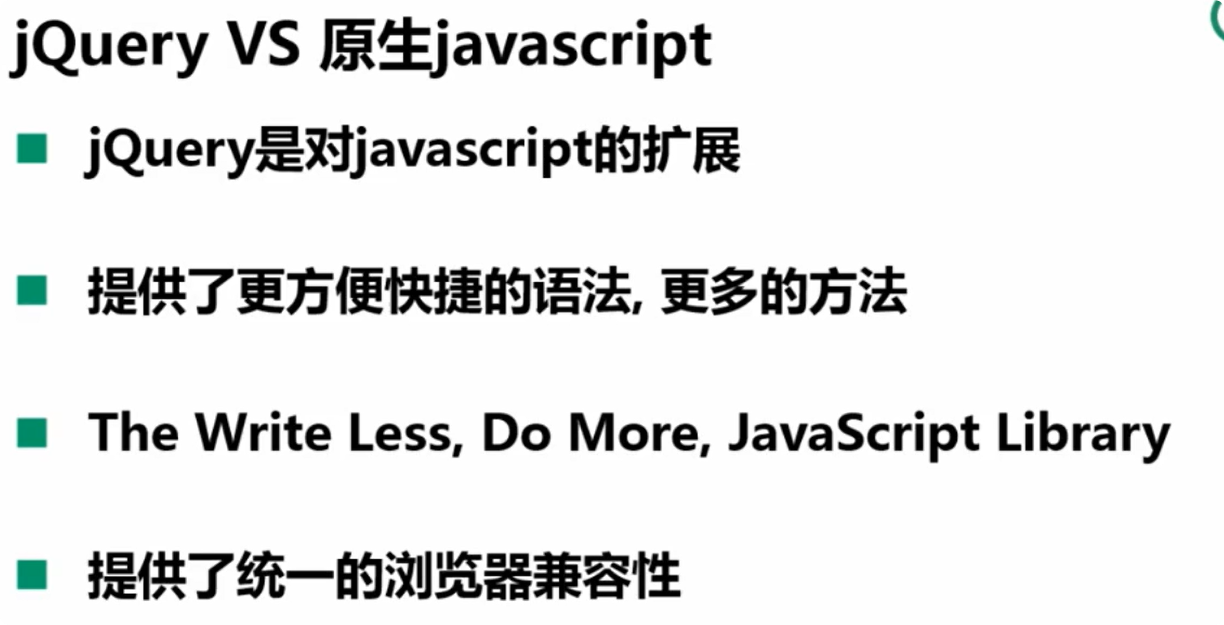 jQuery VS 原生javascript
jQuery是对javascript的扩展
提供了更方便快捷的语法, 更多的方法
The Write Less, Do More, JavaScript Library
提供了统一的浏览器兼容性